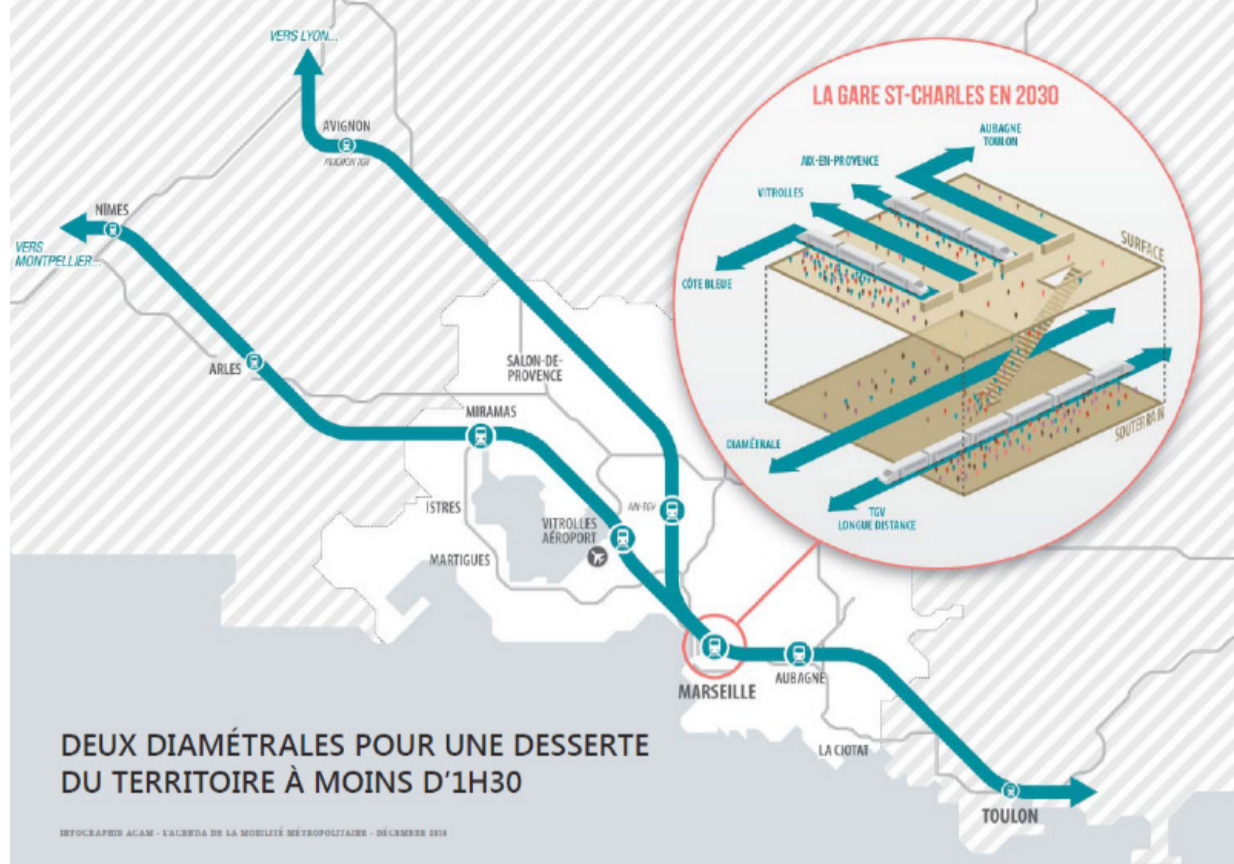 VERS LYON...
AVIGNON
AVIGNON TGV
NÎMES
VERS
MONTPELLIER...
ARLES
SALON-DE-
PROVENCE
MIRAMAS
ISTRES
VITROLLES
AÉROPORT
AIX-TGV
MARTIGUES
MARSEILLE
AUBAGNE
LA CIOTAT
TOULON
LA GARE ST-CHARLES EN 2030
AUBAGNE
TOULON
AIX-EN-PROVENCE
VITROLLES
CÔTE BLEUE
SURFACE
DIAMÉTRALE
SOUTERRAIN
TGV
LONGUE DISTANCE
DEUX DIAMÉTRALES POUR UNE DESSERTE
DU TERRITOIRE À MOINS D'1H30
INFOGRAPHIE ACAM - L'AGENDA DE LA MOBILITÉ MÉTROPOLITAINE - DÉCEMBRE